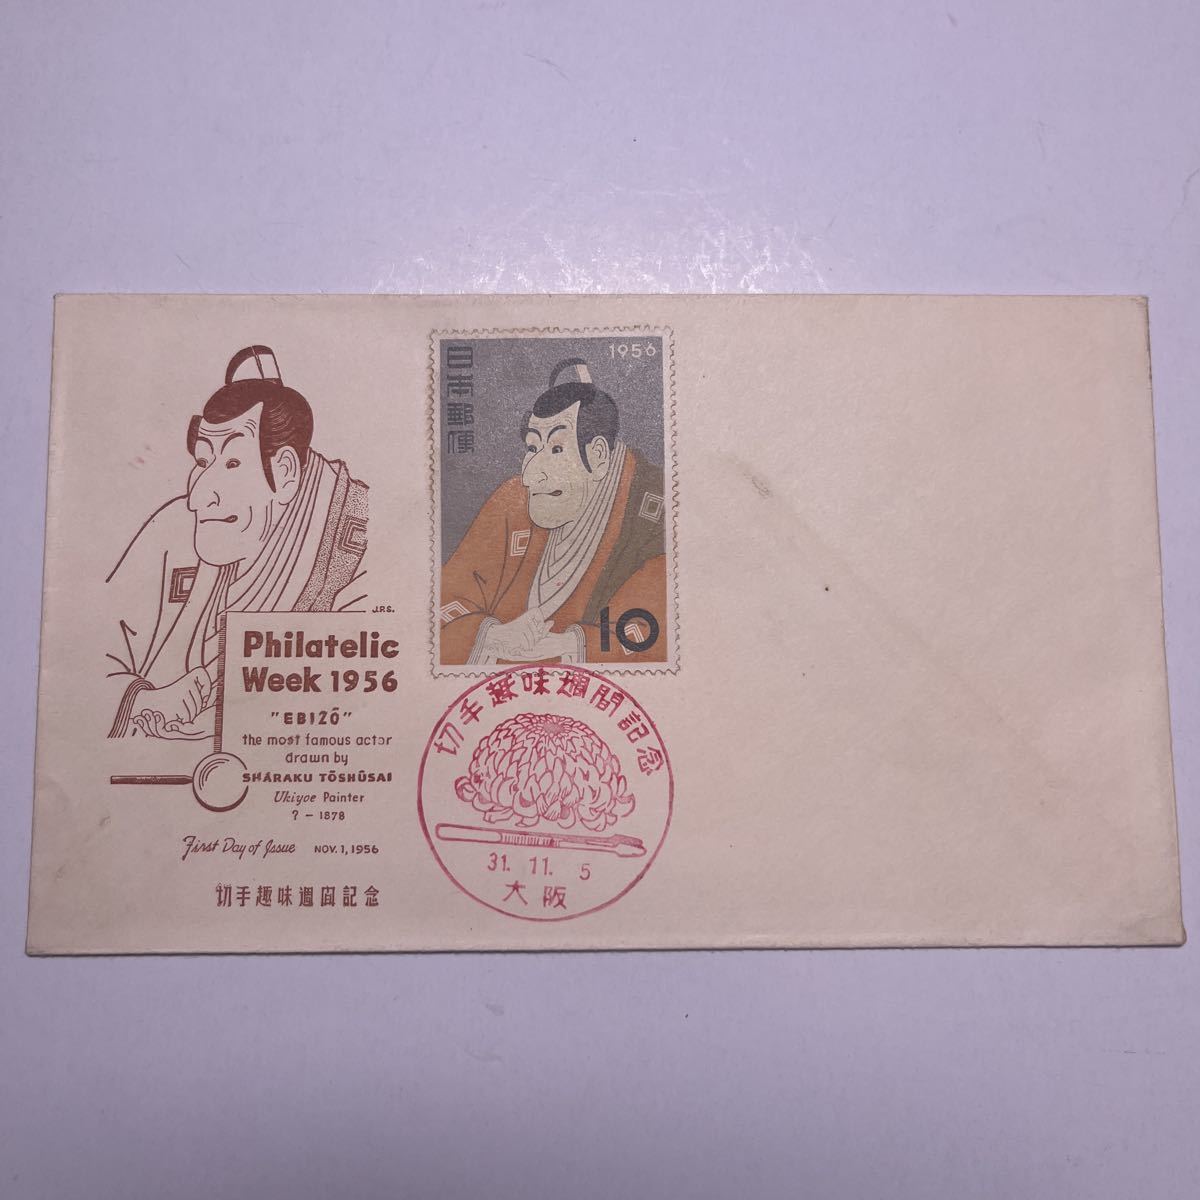 J.P.S.
Philatelic
Week 1956
"EBIZŌ"
the most famous actor
drawn by
SHARAKU TŌSHŪSAI
Ukiyoe Painter
? - 1878
First Day of Issue NOV. 1, 1956
切手趣味週間記念
1956
日本郵便
10
切手趣味週間記念
31. 11. 5
大阪